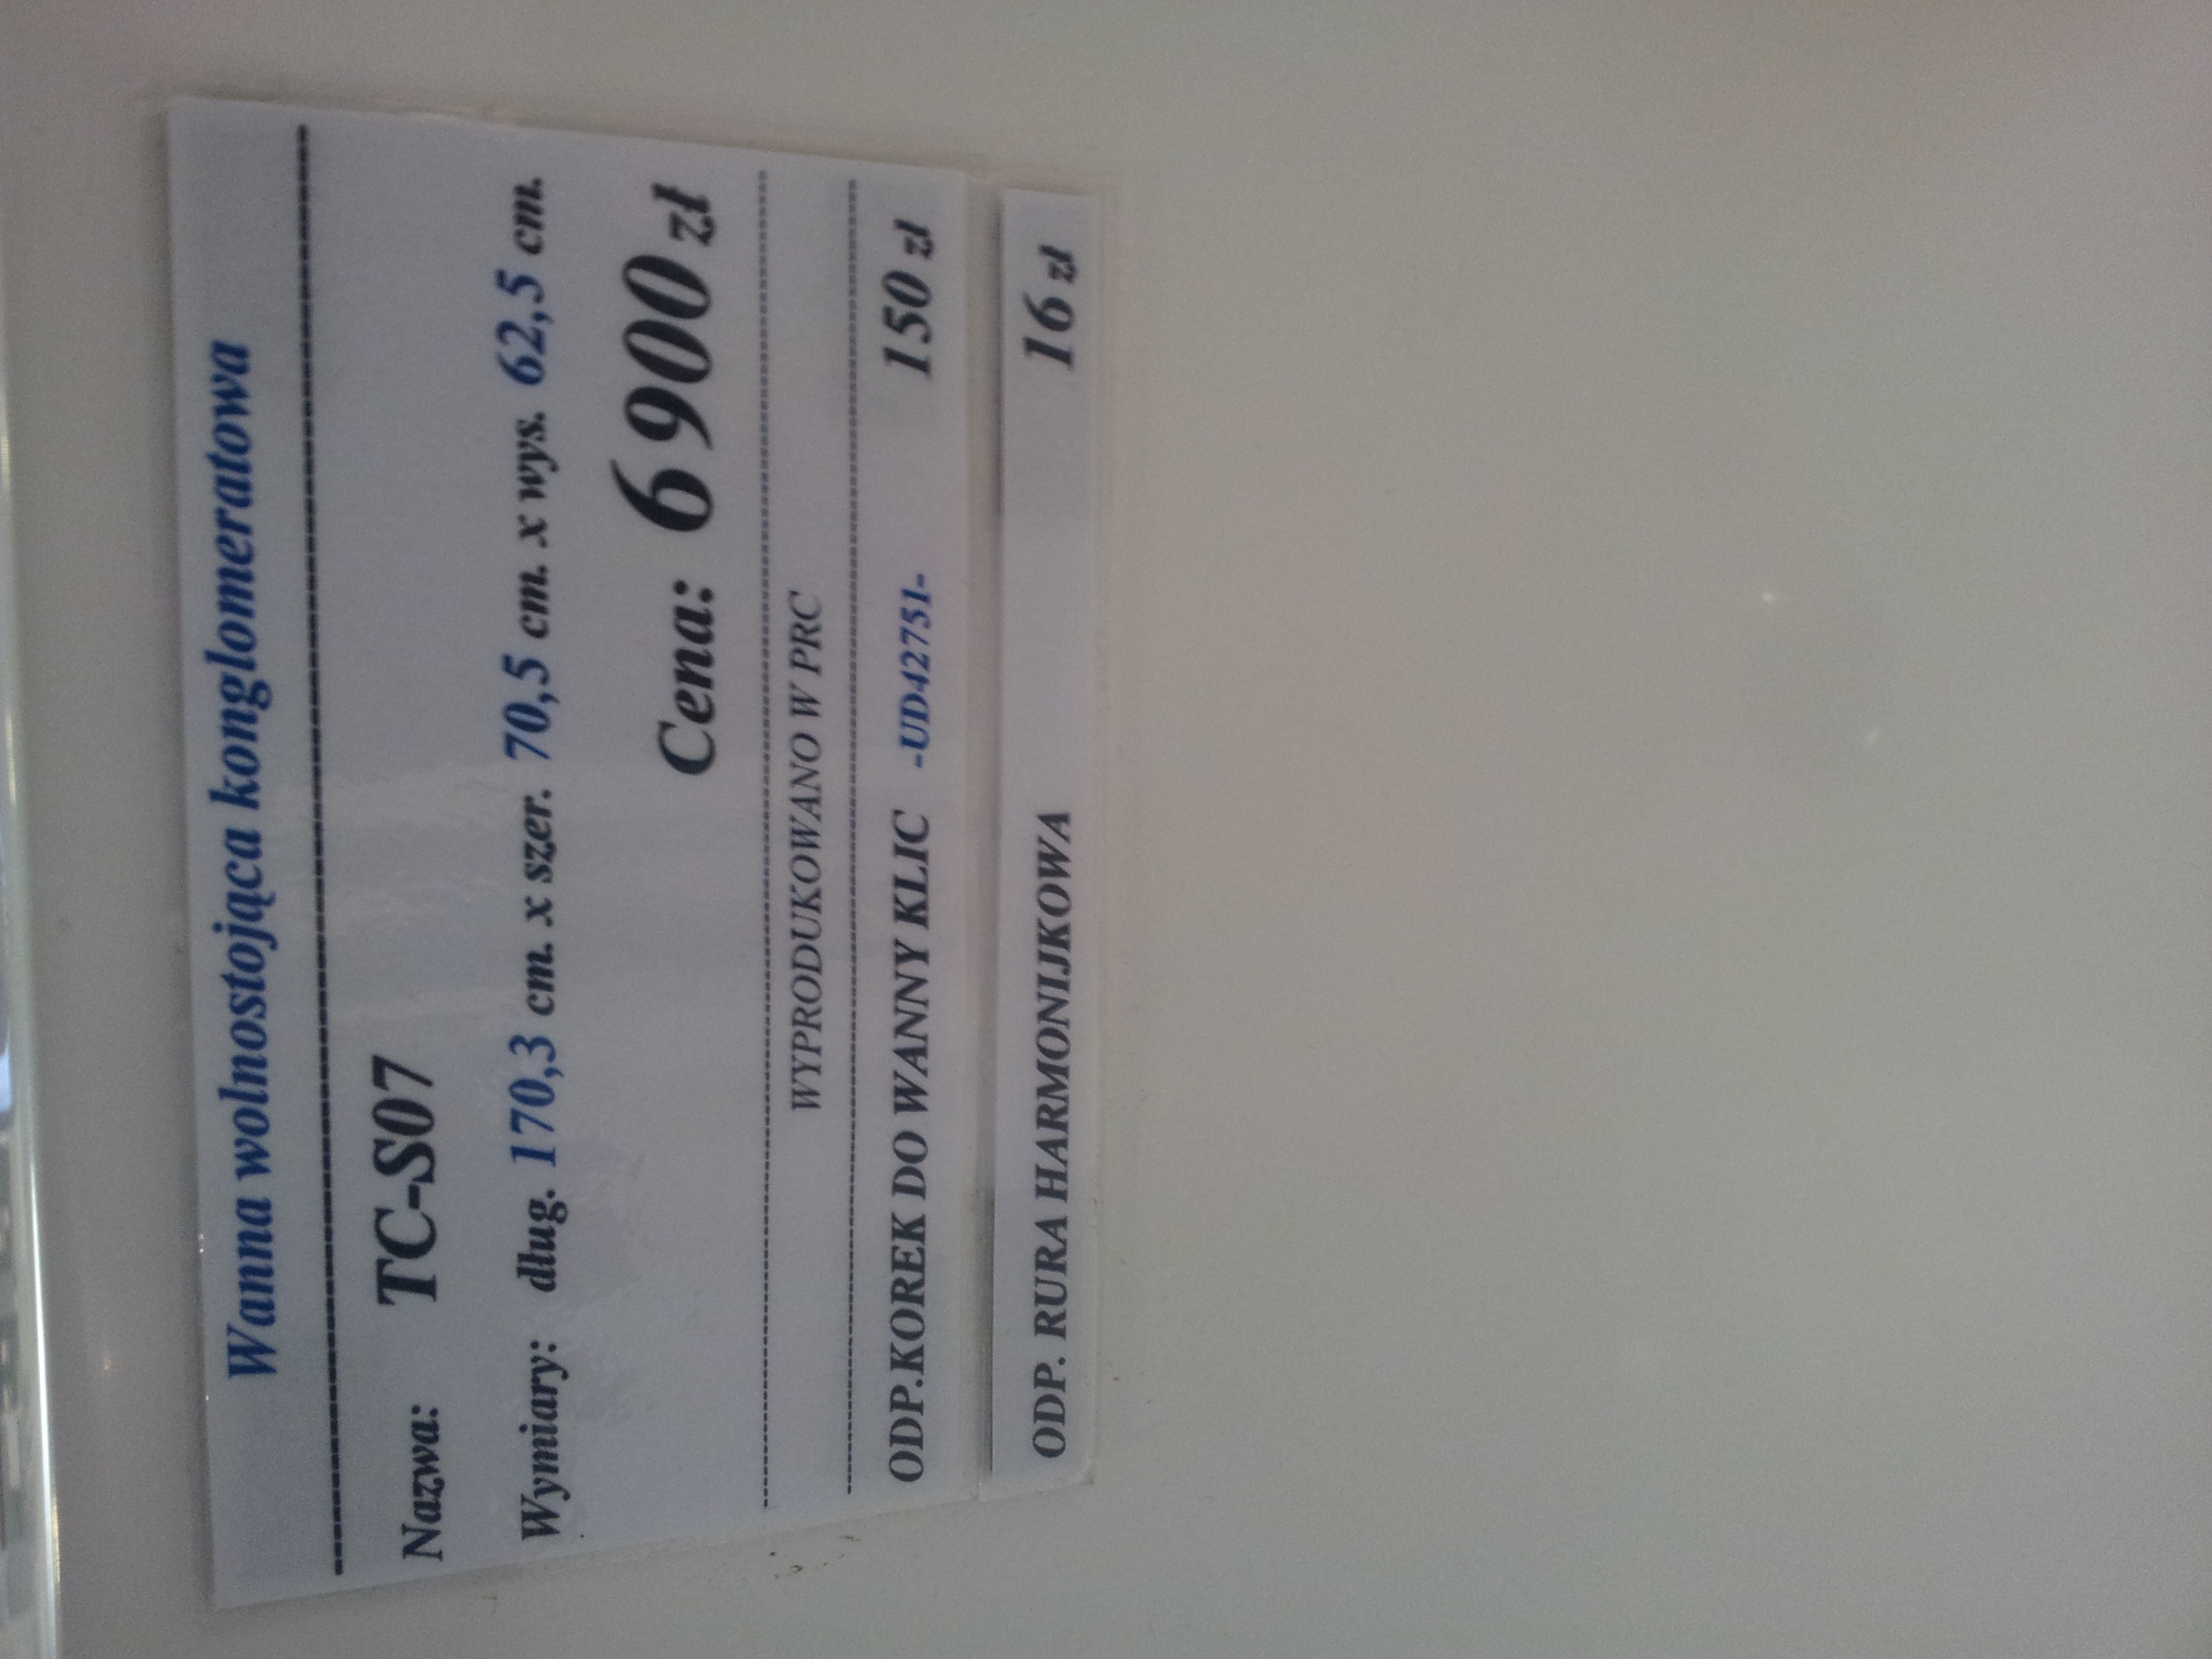 Wanna wolnostojąca konglomeratowa
Nazwa: TC-S07
Wymiary: dług. 170,3 cm. x szer. 70,5 cm. x wys. 62,5 cm.
Cena: 6 900 zł
WYPRODUKOWANO W PRC
ODP.KOREK DO WANNY KLIC -UD42751- 150 zł
ODP. RURA HARMONIJKOWA 16 zł